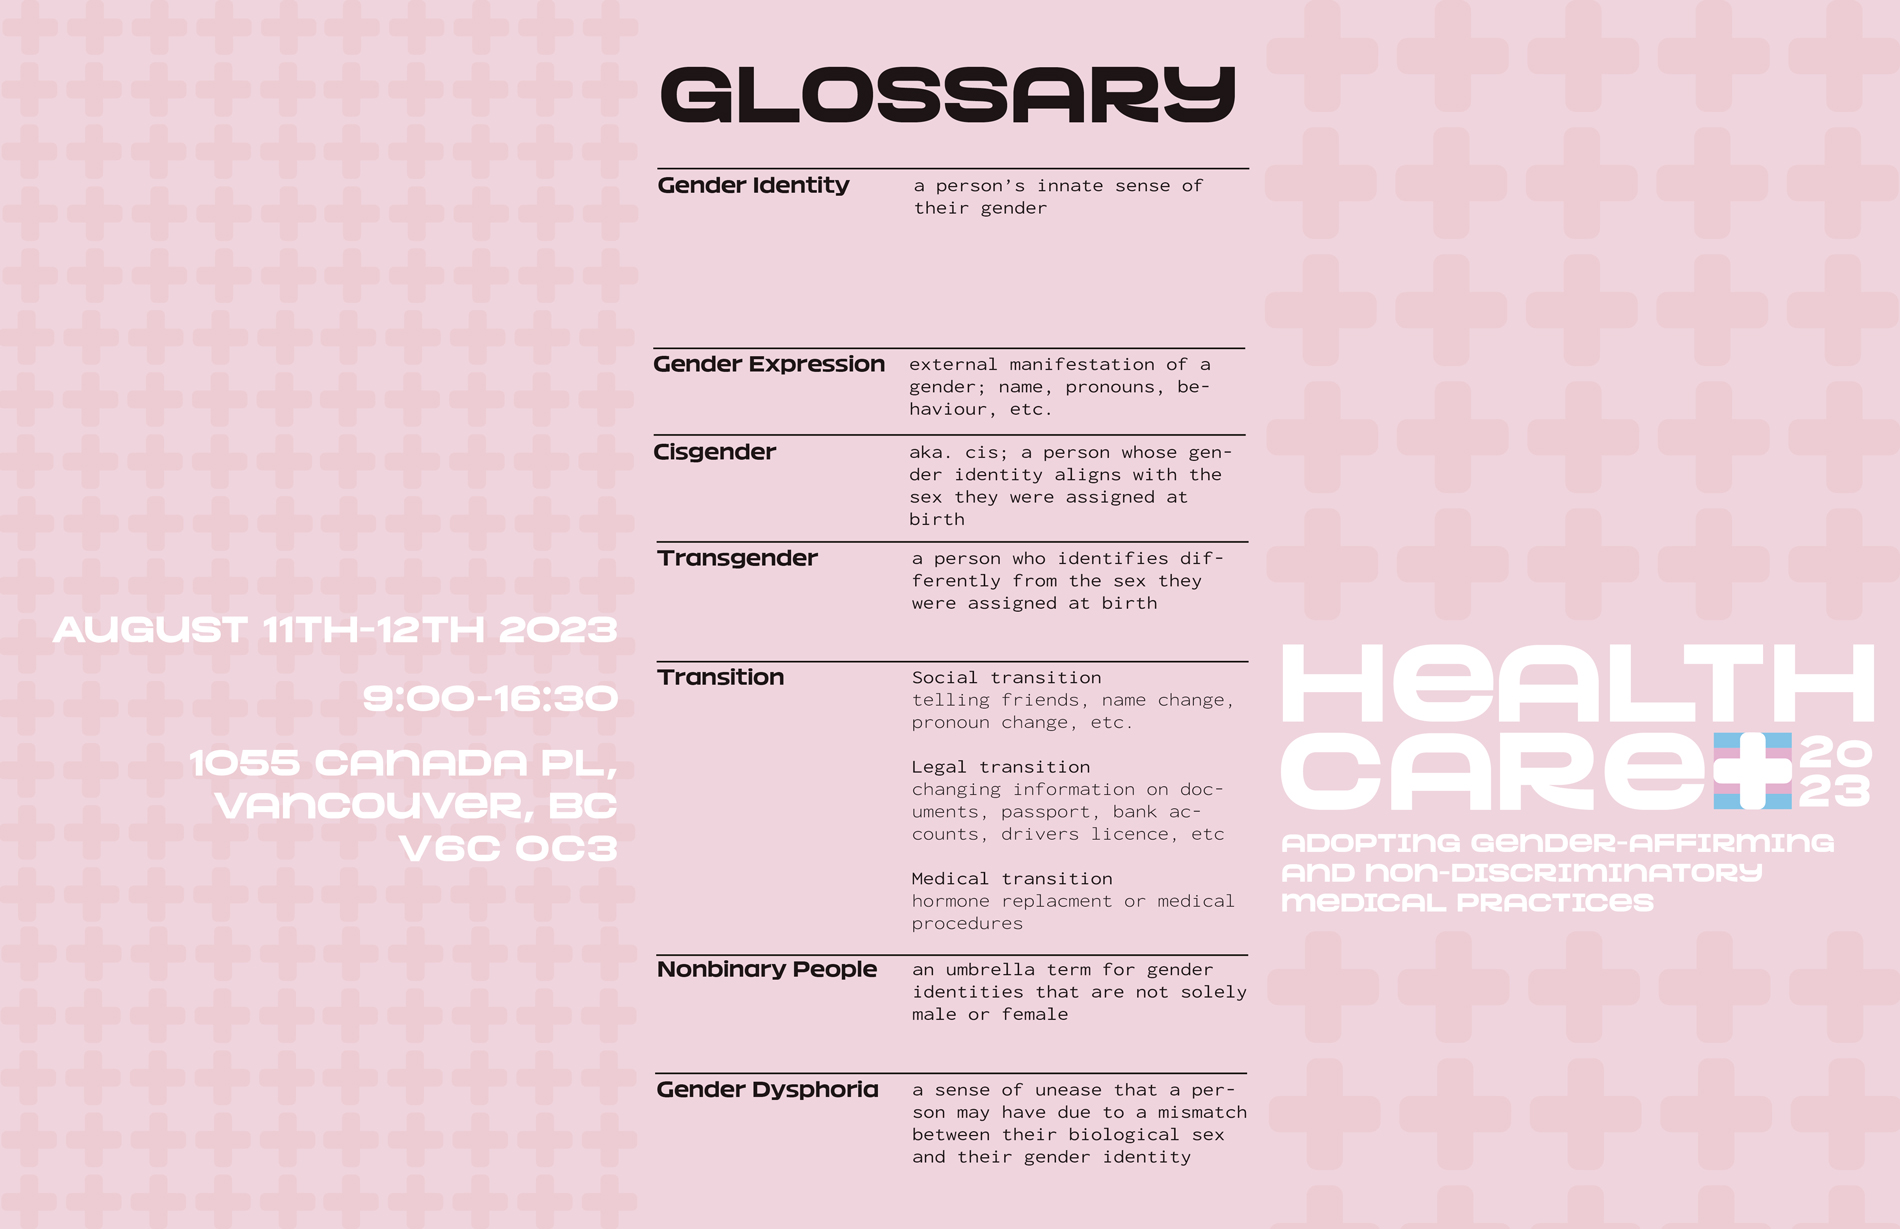 AUGUST 11TH-12TH 2023
9:00-16:30
1055 CANADA PL,
VANCOUVER, BC
V6C 0C3
GLOSSARY
Gender Identity
a person’s innate sense of
their gender
Gender Expression
external manifestation of a
gender; name, pronouns, be-
haviour, etc.
Cisgender
aka. cis; a person whose gen-
der identity aligns with the
sex they were assigned at
birth
Transgender
a person who identifies dif-
ferently from the sex they
were assigned at birth
Transition
Social transition
telling friends, name change,
pronoun change, etc.
Legal transition
changing information on doc-
uments, passport, bank ac-
counts, drivers licence, etc
Medical transition
hormone replacment or medical
procedures
Nonbinary People
an umbrella term for gender
identities that are not solely
male or female
Gender Dysphoria
a sense of unease that a per-
son may have due to a mismatch
between their biological sex
and their gender identity
HEALTH
CARE+
20
23
ADOPTING GENDER-AFFIRMING
AND NON-DISCRIMINATORY
MEDICAL PRACTICES